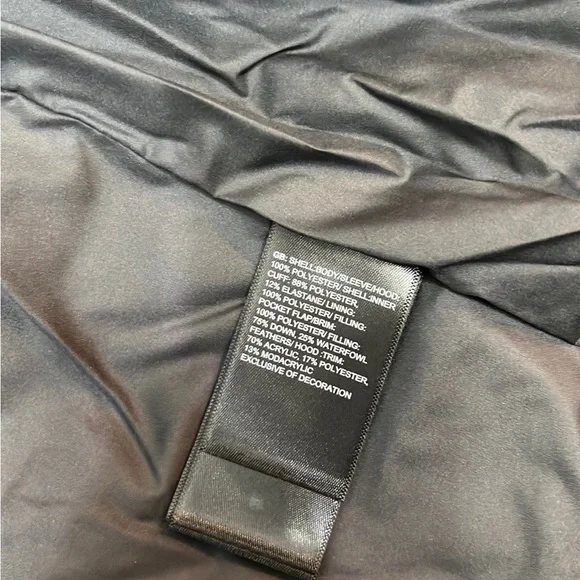 GB: SHELL:BODY/SLEEVE/HOOD:
100% POLYESTER/ SHELL:INNER
CUFF: 88% POLYESTER,
12% ELASTANE/ LINING:
100% POLYESTER/ FILLING:
POCKET FLAP/BRIM:
100% POLYESTER/ FILLING:
75% DOWN, 25% WATERFOWL
FEATHERS/ HOOD :TRIM:
70% ACRYLIC, 17% POLYESTER,
13% MODACRYLIC
EXCLUSIVE OF DECORATION